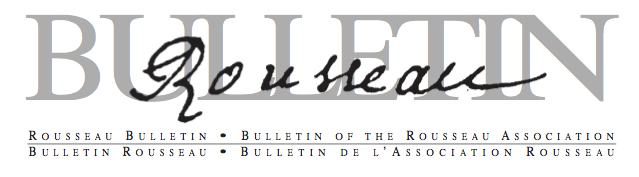 BULLETIN
Rousseau
ROUSSEAU BULLETIN • BULLETIN OF THE ROUSSEAU ASSOCIATION
BULLETIN ROUSSEAU • BULLETIN DE L'ASSOCIATION ROUSSEAU